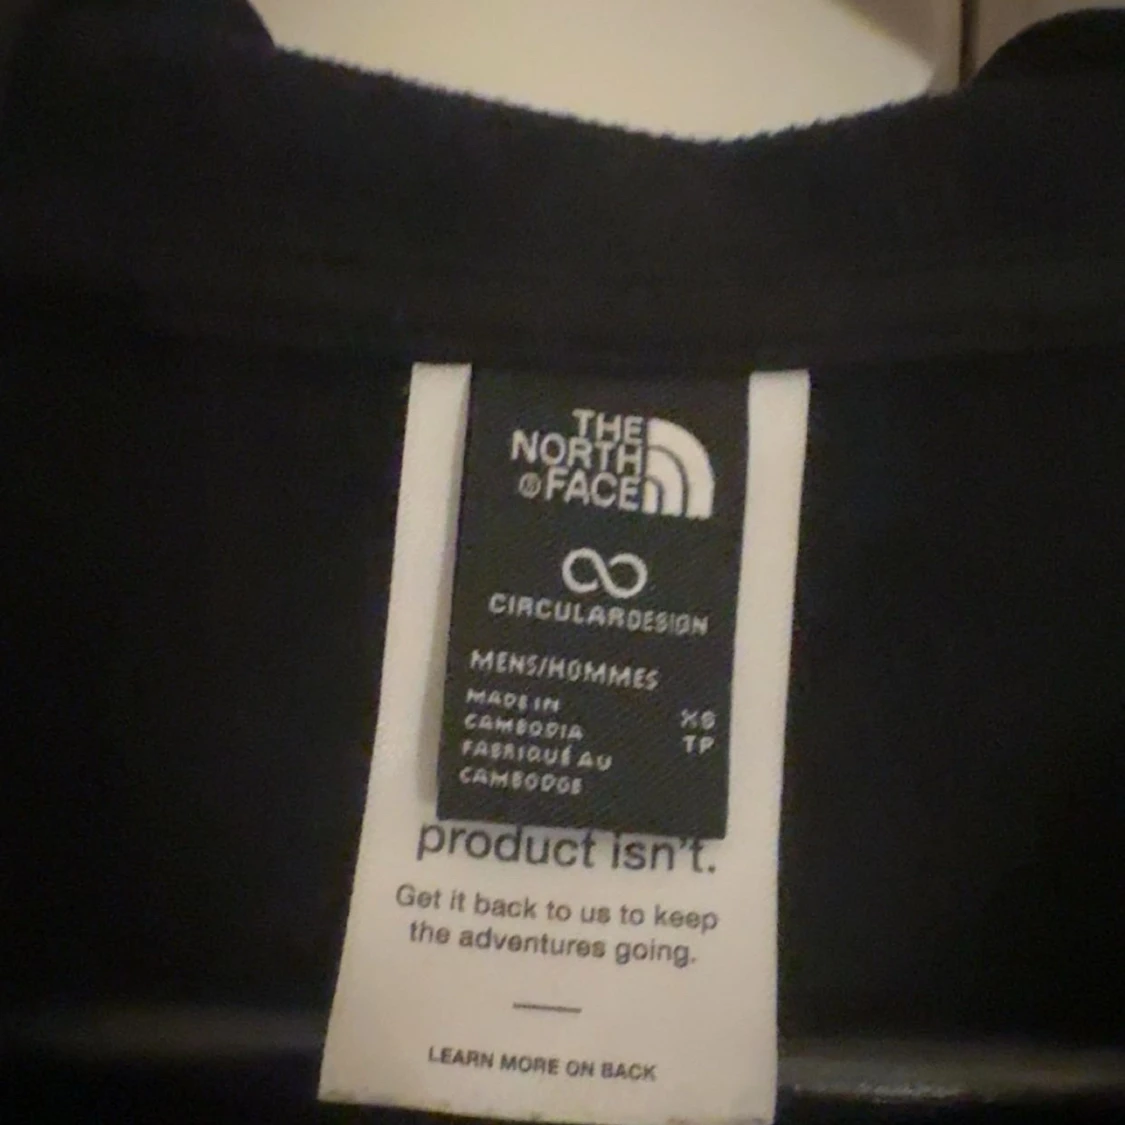 THE
NORTH
FACE
CIRCULARDESIGN
MENS/HOMMES
MADE IN
CAMBODIA
FABRIQUÉ AU
CAMBODGE
XS
TP
product isn't.
Get it back to us to keep
the adventures going.
LEARN MORE ON BACK